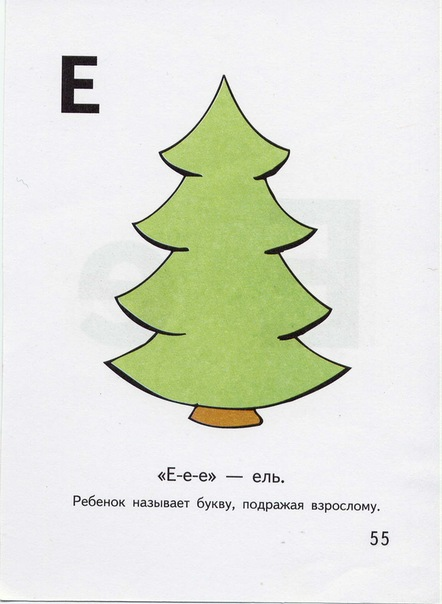 Е
«Е-е-е» — ель.
Ребенок называет букву, подражая взрослому.
55